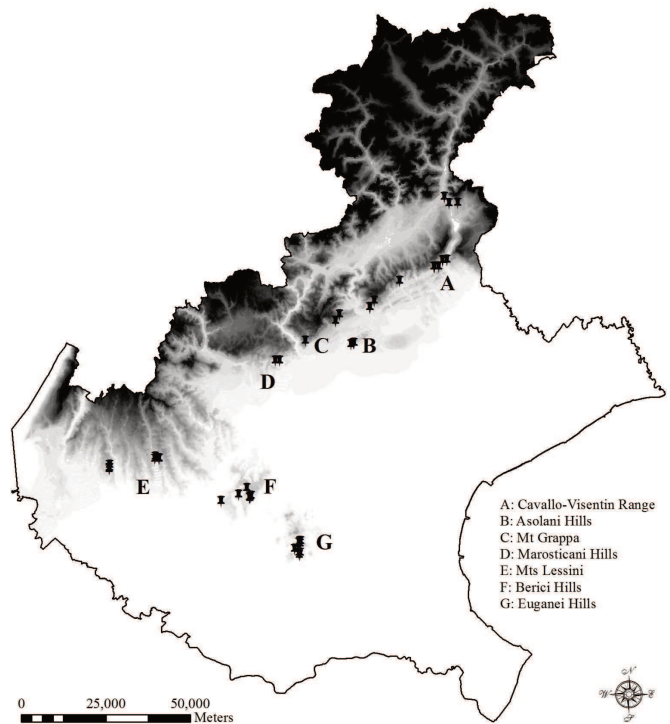 A
C
B
D
E
F
G
A: Cavallo-Visentin Range
B: Asolani Hills
C: Mt Grappa
D: Marosticani Hills
E: Mts Lessini
F: Berici Hills
G: Euganei Hills
N
W E
S
0 25,000 50,000
Meters